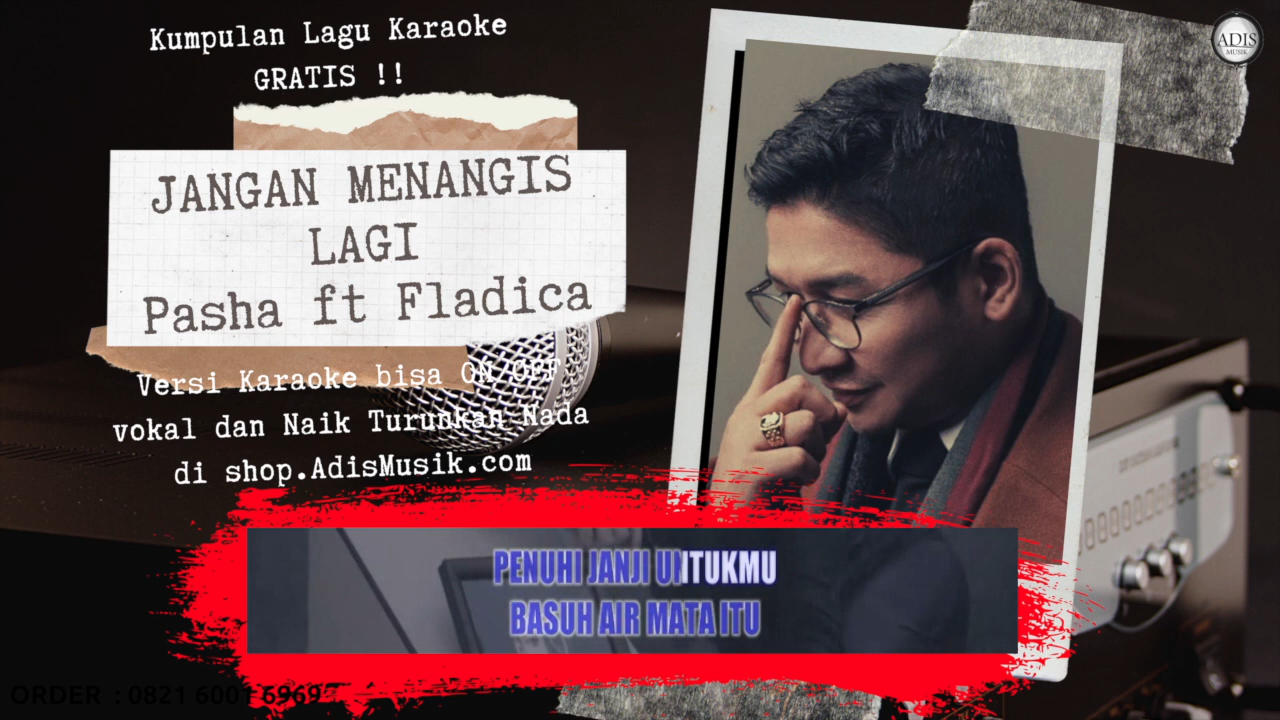 Kumpulan Lagu Karaoke
GRATIS !!
ADIS
MUSIK
JANGAN MENANGIS
LAGI
Pasha ft Fladica
Versi Karaoke bisa ON OFF
vokal dan Naik Turunkan Nada
di shop.AdisMusik.com
PENUHI JANJI UNTUKMU
BASUH AIR MATA ITU
ORDER : 0821 6001 6969